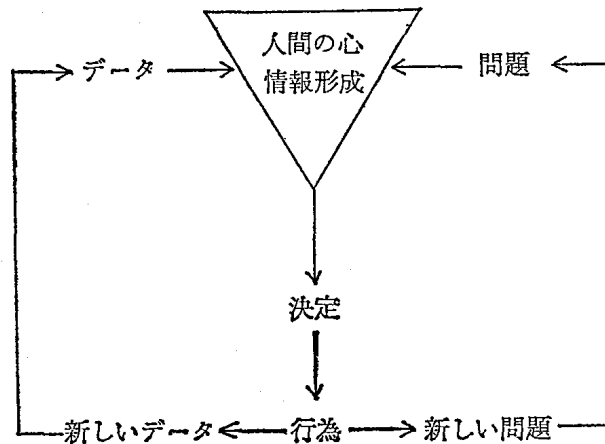 人間の心
情報形成
データ
問題
決定
新しいデータ
行為
新しい問題